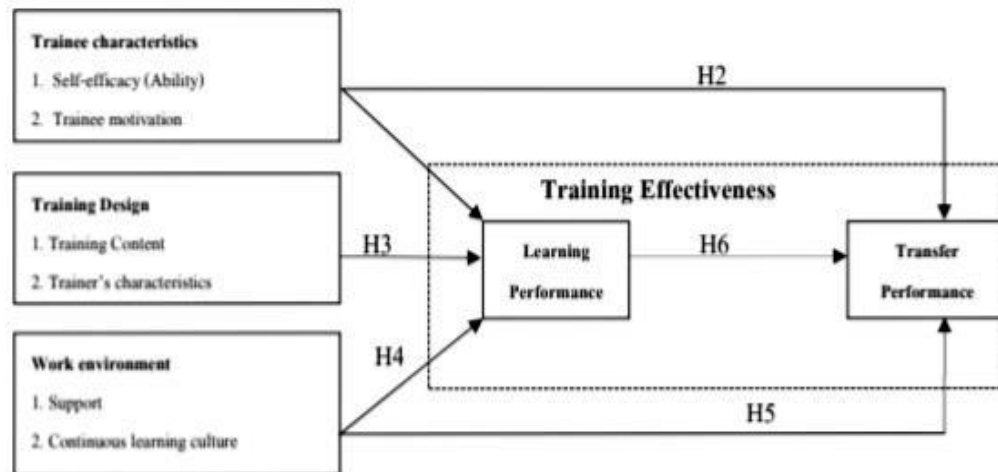 Trainee characteristics
1. Self-efficacy (Ability)
2. Trainee motivation
H2
Training Effectiveness
Training Design
1. Training Content
2. Trainer's characteristics
H3
Learning
Performance
H6
Transfer
Performance
Work environment
1. Support
2. Continuous learning culture
H4
H5